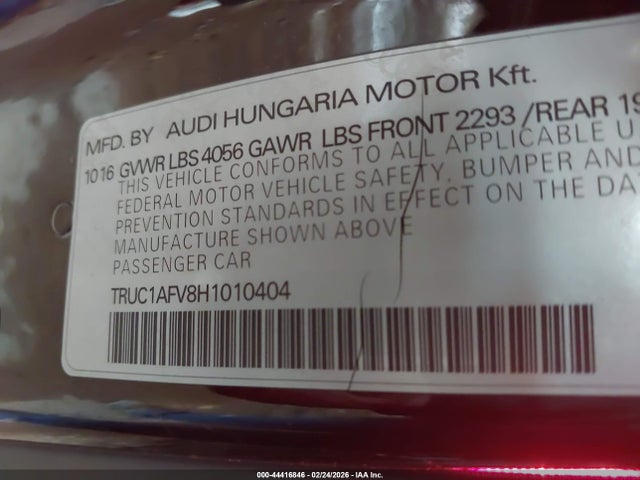 MFD. BY AUDI HUNGARIA MOTOR Kft.
10 16 GVWR LBS 4056 GAWR LBS FRONT 2293 /REAR 19
THIS VEHICLE CONFORMS TO ALL APPLICABLE U
FEDERAL MOTOR VEHICLE SAFETY, BUMPER AND
PREVENTION STANDARDS IN EFFECT ON THE DA
MANUFACTURE SHOWN ABOVE
PASSENGER CAR
TRUC1AFV8H1010404
000-44416846 - 02/24/2026 - IAA Inc.